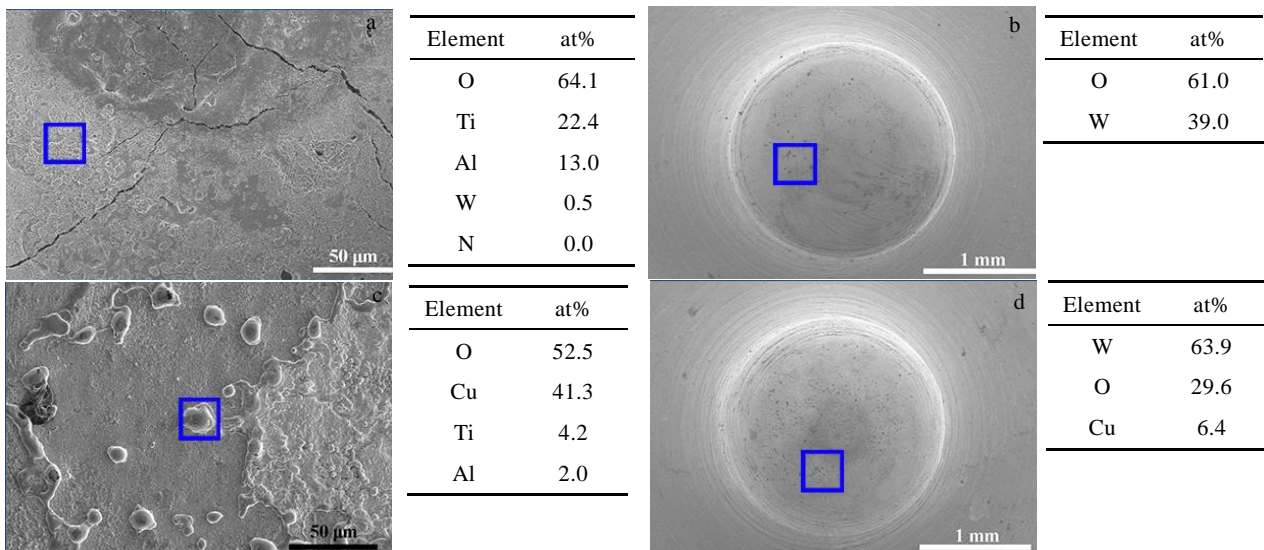 a
50 μm
Element at%
O 64.1
Ti 22.4
Al 13.0
W 0.5
N 0.0
b
1 mm
Element at%
O 61.0
W 39.0
c
50 μm
Element at%
O 52.5
Cu 41.3
Ti 4.2
Al 2.0
d
1 mm
Element at%
W 63.9
O 29.6
Cu 6.4